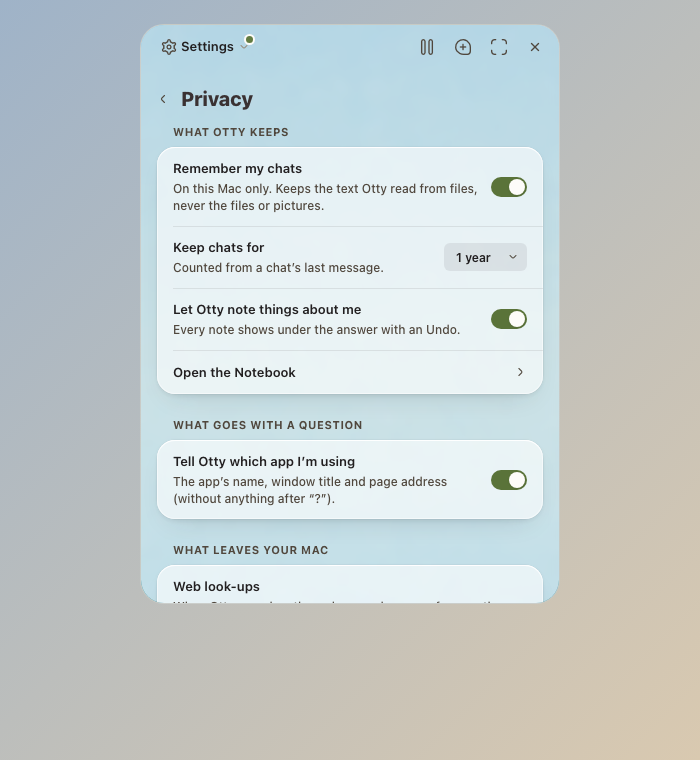 Settings
Privacy
WHAT OTTY KEEPS
Remember my chats
On this Mac only. Keeps the text Otty read from files,
never the files or pictures.
Keep chats for
Counted from a chat’s last message.
1 year
Let Otty note things about me
Every note shows under the answer with an Undo.
Open the Notebook
WHAT GOES WITH A QUESTION
Tell Otty which app I’m using
The app’s name, window title and page address
(without anything after “?”).
WHAT LEAVES YOUR MAC
Web look-ups